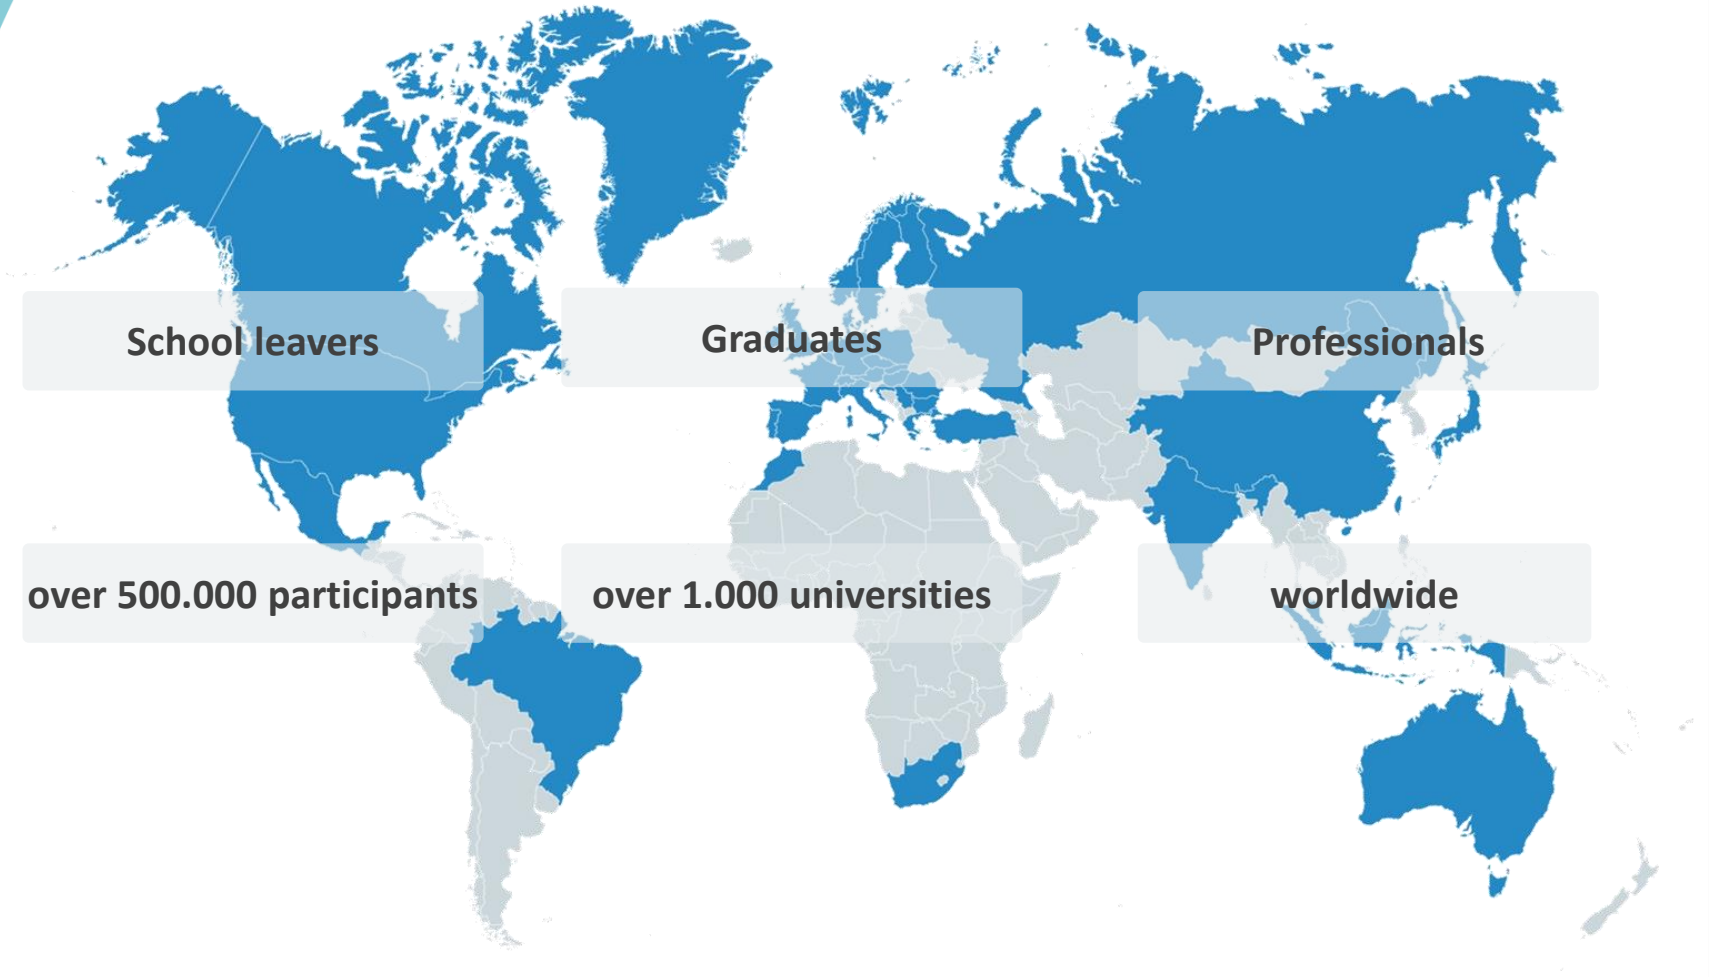 School leavers
Graduates
Professionals
over 500.000 participants
over 1.000 universities
worldwide